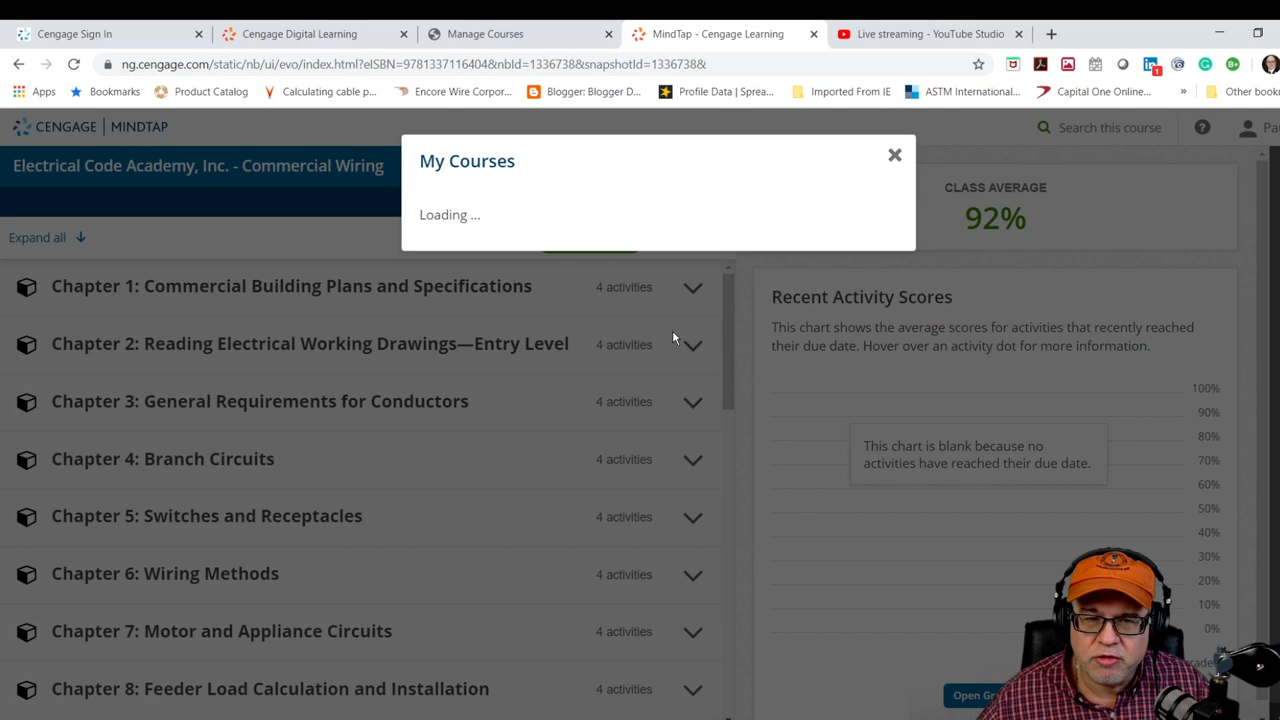 Cengage Sign In
Cengage Digital Learning
Manage Courses
MindTap - Cengage Learning
Live streaming - YouTube Studio
ng.cengage.com/static/nb/ui/evo/index.html?eISBN=9781337116404&nbId=1336738&snapshotId=1336738&
1
Apps
Bookmarks
Product Catalog
Calculating cable p...
Encore Wire Corpor...
Blogger: Blogger D...
Profile Data | Sprea...
Imported From IE
ASTM International...
Capital One Online...
»
Other book
CENGAGE | MINDTAP
Search this course
Electrical Code Academy, Inc. - Commercial Wiring
My Courses
Loading ...
CLASS AVERAGE
92%
Expand all
Chapter 1: Commercial Building Plans and Specifications
4 activities
Chapter 2: Reading Electrical Working Drawings—Entry Level
4 activities
Chapter 3: General Requirements for Conductors
4 activities
Chapter 4: Branch Circuits
4 activities
Chapter 5: Switches and Receptacles
4 activities
Chapter 6: Wiring Methods
4 activities
Chapter 7: Motor and Appliance Circuits
4 activities
Chapter 8: Feeder Load Calculation and Installation
4 activities
Recent Activity Scores
This chart shows the average scores for activities that recently reached
their due date. Hover over an activity dot for more information.
100%
90%
80%
70%
60%
50%
40%
30%
20%
10%
0%
This chart is blank because no
activities have reached their due date.
Open